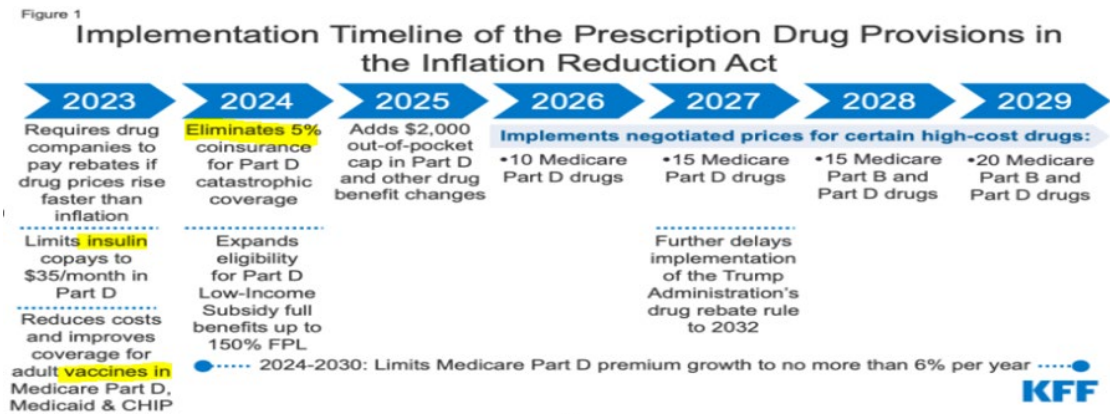 Figure 1
Implementation Timeline of the Prescription Drug Provisions in
the Inflation Reduction Act
2023
2024
2025
2026
2027
2028
2029
Requires drug
companies to
pay rebates if
drug prices rise
faster than
inflation
Limits insulin
copays to
$35/month in
Part D
Reduces costs
and improves
coverage for
adult vaccines in
Medicare Part D,
Medicaid & CHIP
Eliminates 5%
coinsurance
for Part D
catastrophic
coverage
Expands
eligibility
for Part D
Low-Income
Subsidy full
benefits up to
150% FPL
Adds $2,000
out-of-pocket
cap in Part D
and other drug
benefit changes
Implements negotiated prices for certain high-cost drugs:
•10 Medicare
Part D drugs
•15 Medicare
Part D drugs
Further delays
implementation
of the Trump
Administration's
drug rebate rule
to 2032
•15 Medicare
Part B and
Part D drugs
•20 Medicare
Part B and
Part D drugs
2024-2030: Limits Medicare Part D premium growth to no more than 6% per year
KFF